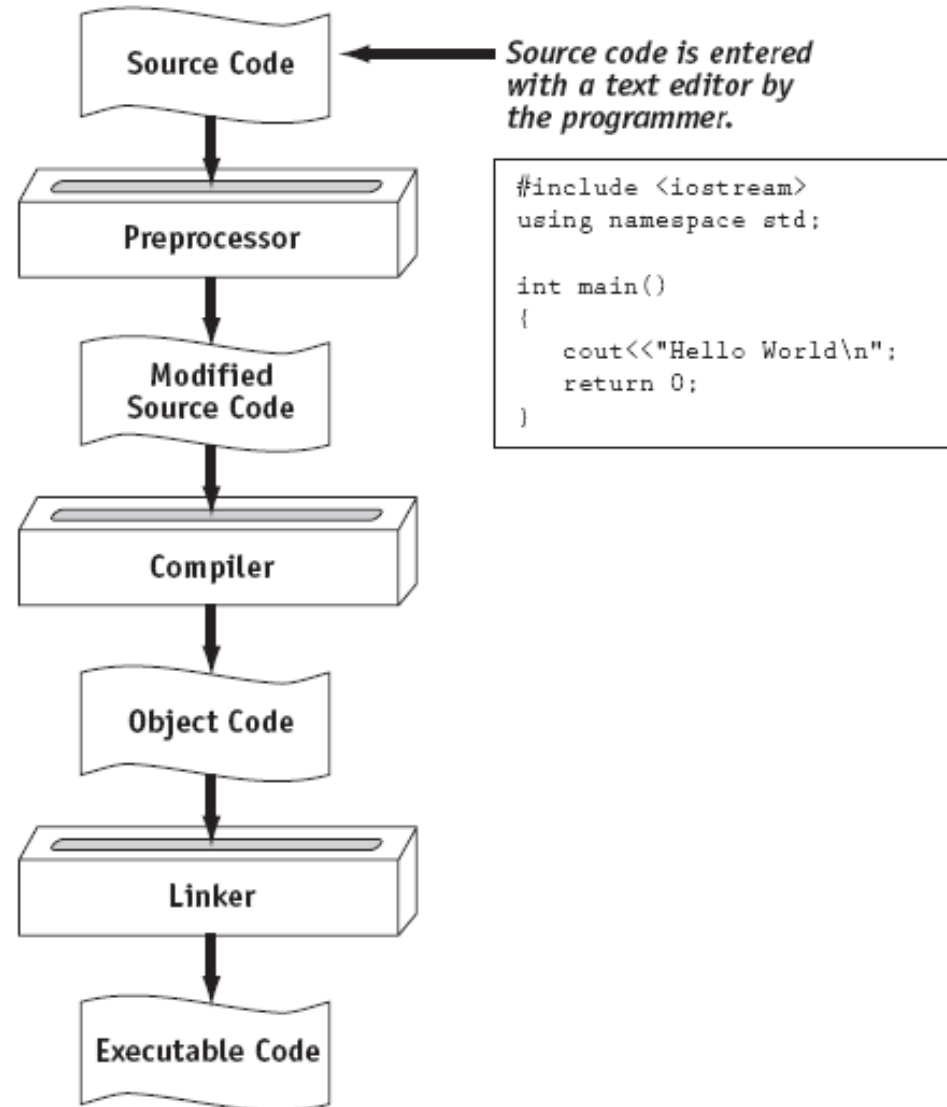 Source Code
Source code is entered
with a text editor by
the programmer.
Preprocessor
#include <iostream>
using namespace std;
int main()
{
cout<<"Hello World\n";
return 0;
}
Modified
Source Code
Compiler
Object Code
Linker
Executable Code